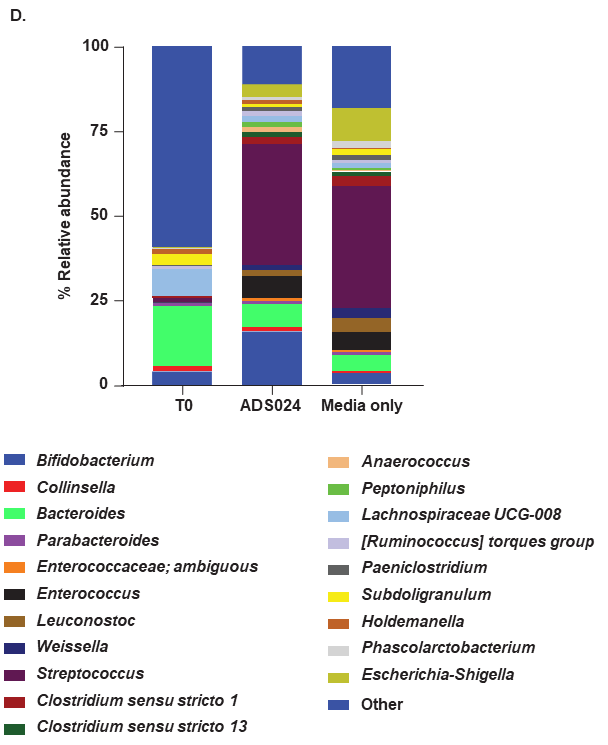 D.
% Relative abundance
100
75
50
25
0
T0 ADS024 Media only
Bifidobacterium
Collinsella
Bacteroides
Parabacteroides
Enterococcaceae; ambiguous
Enterococcus
Leuconostoc
Weissella
Streptococcus
Clostridium sensu stricto 1
Clostridium sensu stricto 13
Anaerococcus
Peptoniphilus
Lachnospiraceae UCG-008
[Ruminococcus] torques group
Paeniclostridium
Subdoligranulum
Holdemanella
Phascolarctobacterium
Escherichia-Shigella
Other